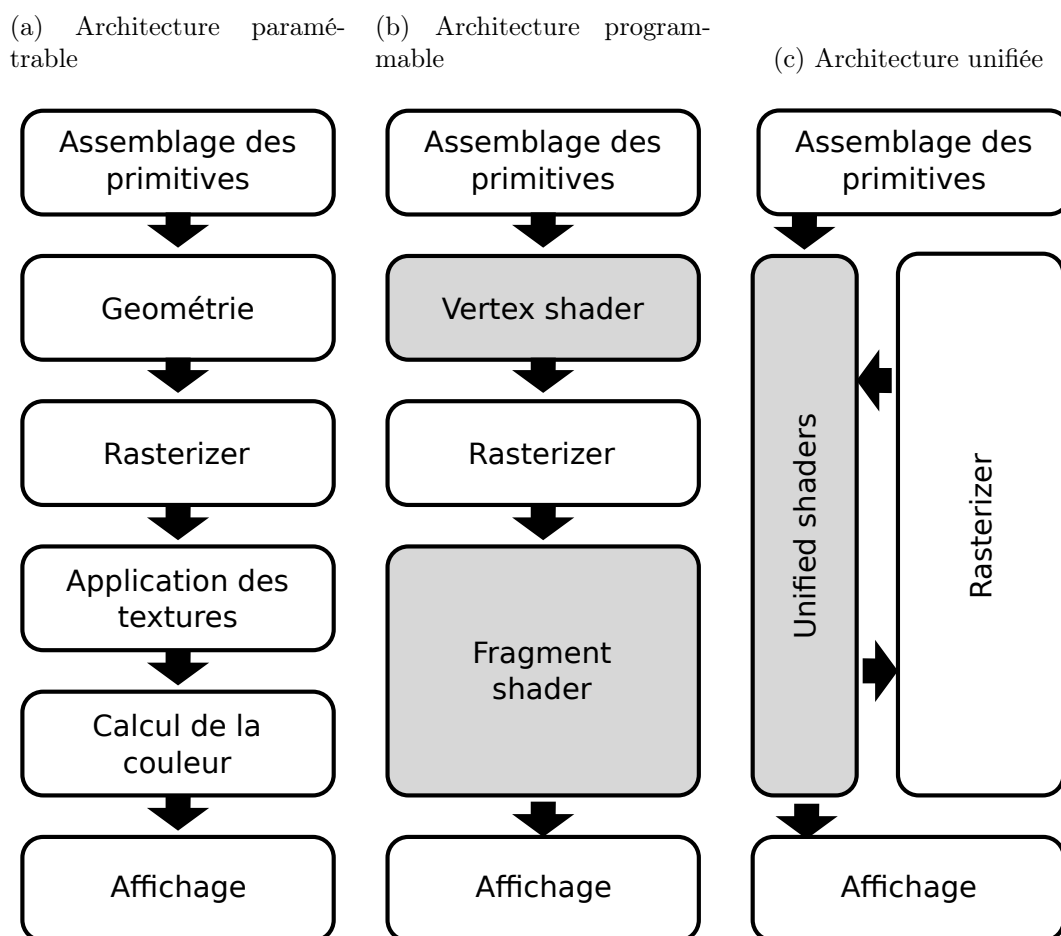 (a) Architecture paramé-
trable
(b) Architecture program-
mable
(c) Architecture unifiée
Assemblage des
primitives
Geométrie
Rasterizer
Application des
textures
Calcul de la
couleur
Affichage
Assemblage des
primitives
Vertex shader
Rasterizer
Fragment
shader
Affichage
Assemblage des
primitives
Unified shaders
Rasterizer
Affichage